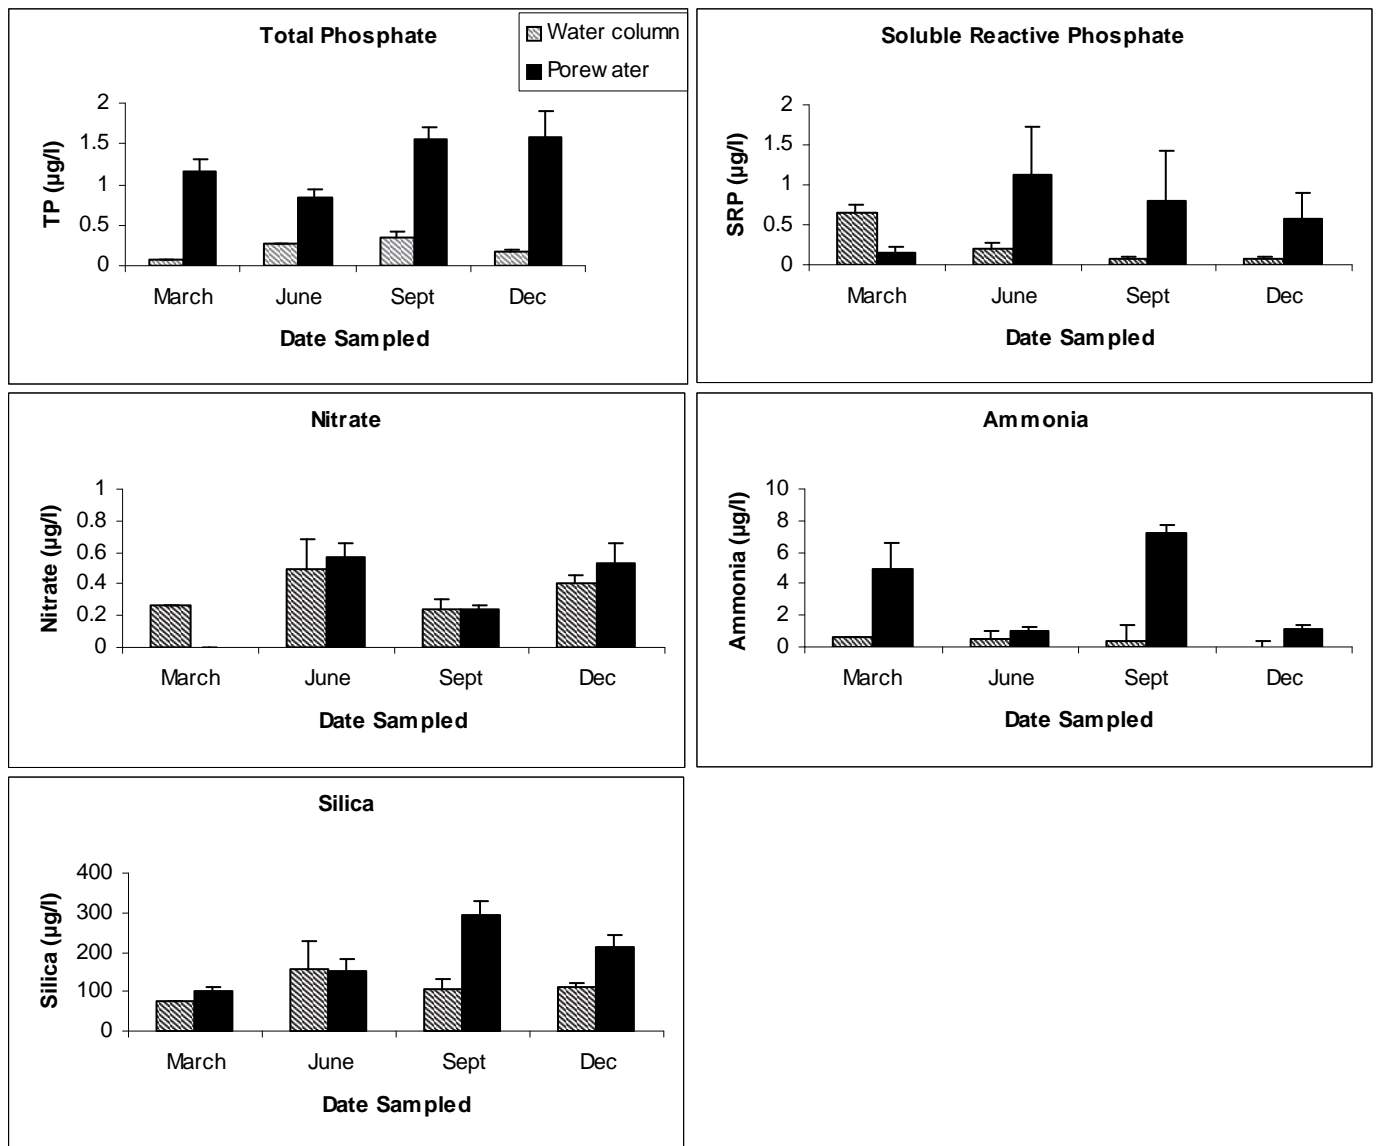 Total Phosphate
Water column
Porewater
2
1.5
1
0.5
0
TP (µg/l)
March June Sept Dec
Date Sampled
Soluble Reactive Phosphate
2
1.5
1
0.5
0
SRP (µg/l)
March June Sept Dec
Date Sampled
Nitrate
1
0.8
0.6
0.4
0.2
0
Nitrate (µg/l)
March June Sept Dec
Date Sampled
Ammonia
10
8
6
4
2
0
Ammonia (µg/l)
March June Sept Dec
Date Sampled
Silica
400
300
200
100
0
Silica (µg/l)
March June Sept Dec
Date Sampled